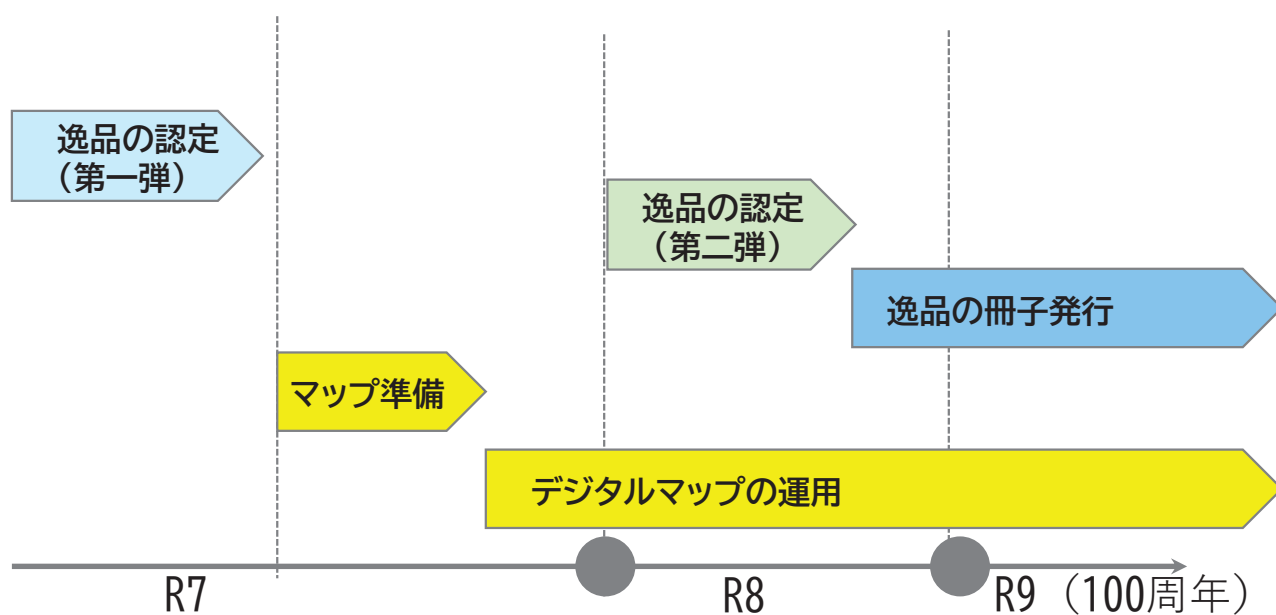 逸品の認定
（第一弾）
逸品の認定
（第二弾）
逸品の冊子発行
マップ準備
デジタルマップの運用
R7
R8
R9（100周年）